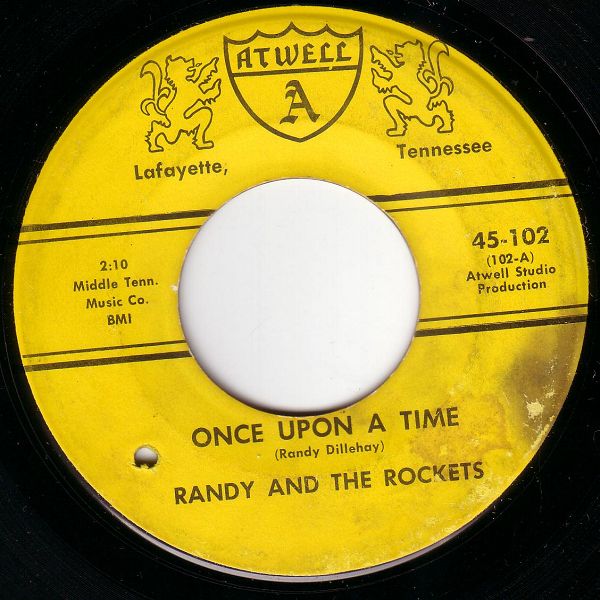 ATWELL
A
Lafayette,
Tennessee
2:10
Middle Tenn.
Music Co.
BMI
45-102
(102-A)
Atwell Studio
Production
ONCE UPON A TIME
(Randy Dillehay)
RANDY AND THE ROCKETS